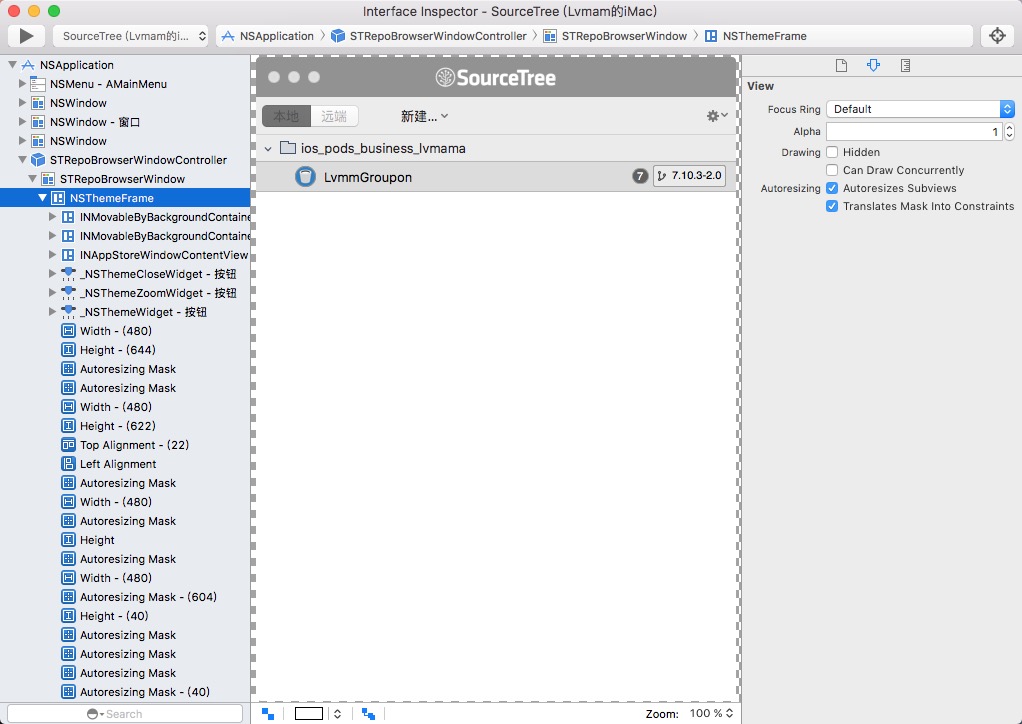 Interface Inspector - SourceTree (Lvmam的iMac)
SourceTree (Lvmam的i...
NSApplication
STRepoBrowserWindowController
STRepoBrowserWindow
NSThemeFrame
NSApplication
NSMenu - AMainMenu
NSWindow
NSWindow - 窗口
NSWindow
STRepoBrowserWindowController
STRepoBrowserWindow
NSThemeFrame
INMovableByBackgroundContaine
INMovableByBackgroundContaine
INAppStoreWindowContentView
_NSThemeCloseWidget - 按钮
_NSThemeZoomWidget - 按钮
_NSThemeWidget - 按钮
Width - (480)
Height - (644)
Autoresizing Mask
Autoresizing Mask
Width - (480)
Height - (622)
Top Alignment - (22)
Left Alignment
Autoresizing Mask
Width - (480)
Autoresizing Mask
Height
Autoresizing Mask
Width - (480)
Autoresizing Mask - (604)
Height - (40)
Autoresizing Mask
Autoresizing Mask
Autoresizing Mask
Autoresizing Mask - (40)
Search
SourceTree
本地 远端 新建...
ios_pods_business_lvmama
LvmmGroupon 7 7.10.3-2.0
Zoom: 100 %
View
Focus Ring Default
Alpha 1
Drawing Hidden
Can Draw Concurrently
Autoresizing Autoresizes Subviews
Translates Mask Into Constraints